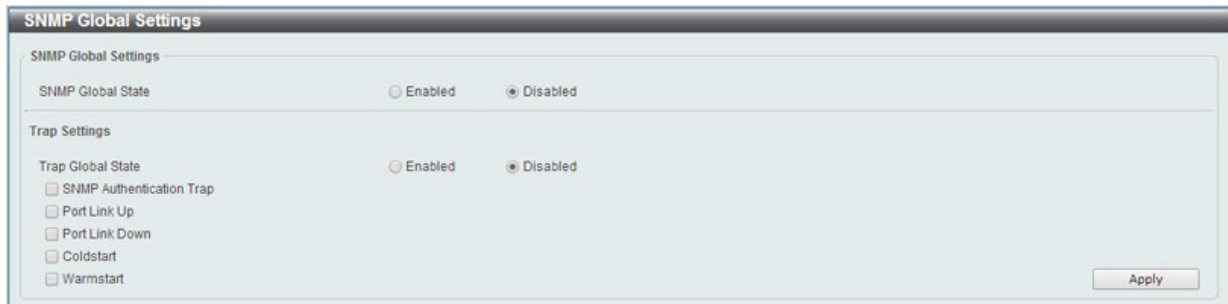 SNMP Global Settings
SNMP Global Settings
SNMP Global State Enabled Disabled
Trap Settings
Trap Global State Enabled Disabled
SNMP Authentication Trap
Port Link Up
Port Link Down
Coldstart
Warmstart
Apply